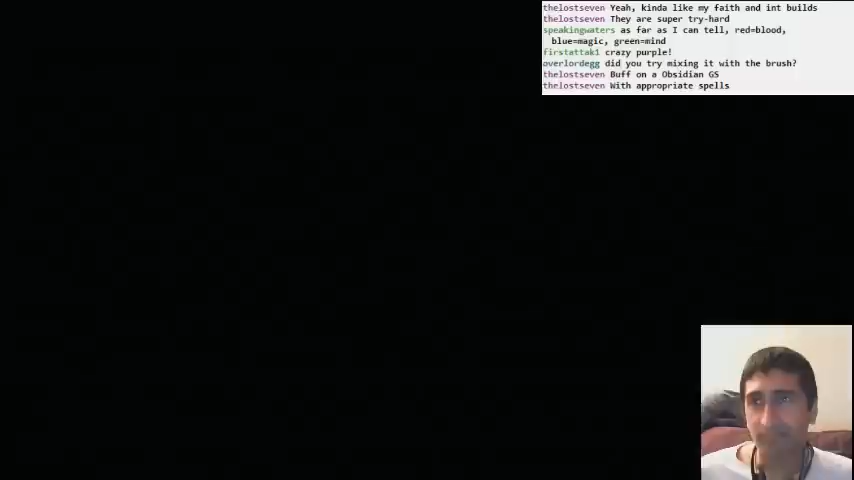 thelostseven Yeah, kinda like my faith and int builds
thelostseven They are super try-hard
speakingwaters as far as I can tell, red=blood,
blue=magic, green=mind
firstattak1 crazy purple!
overlordegg did you try mixing it with the brush?
thelostseven Buff on a Obsidian GS
thelostseven With appropriate spells